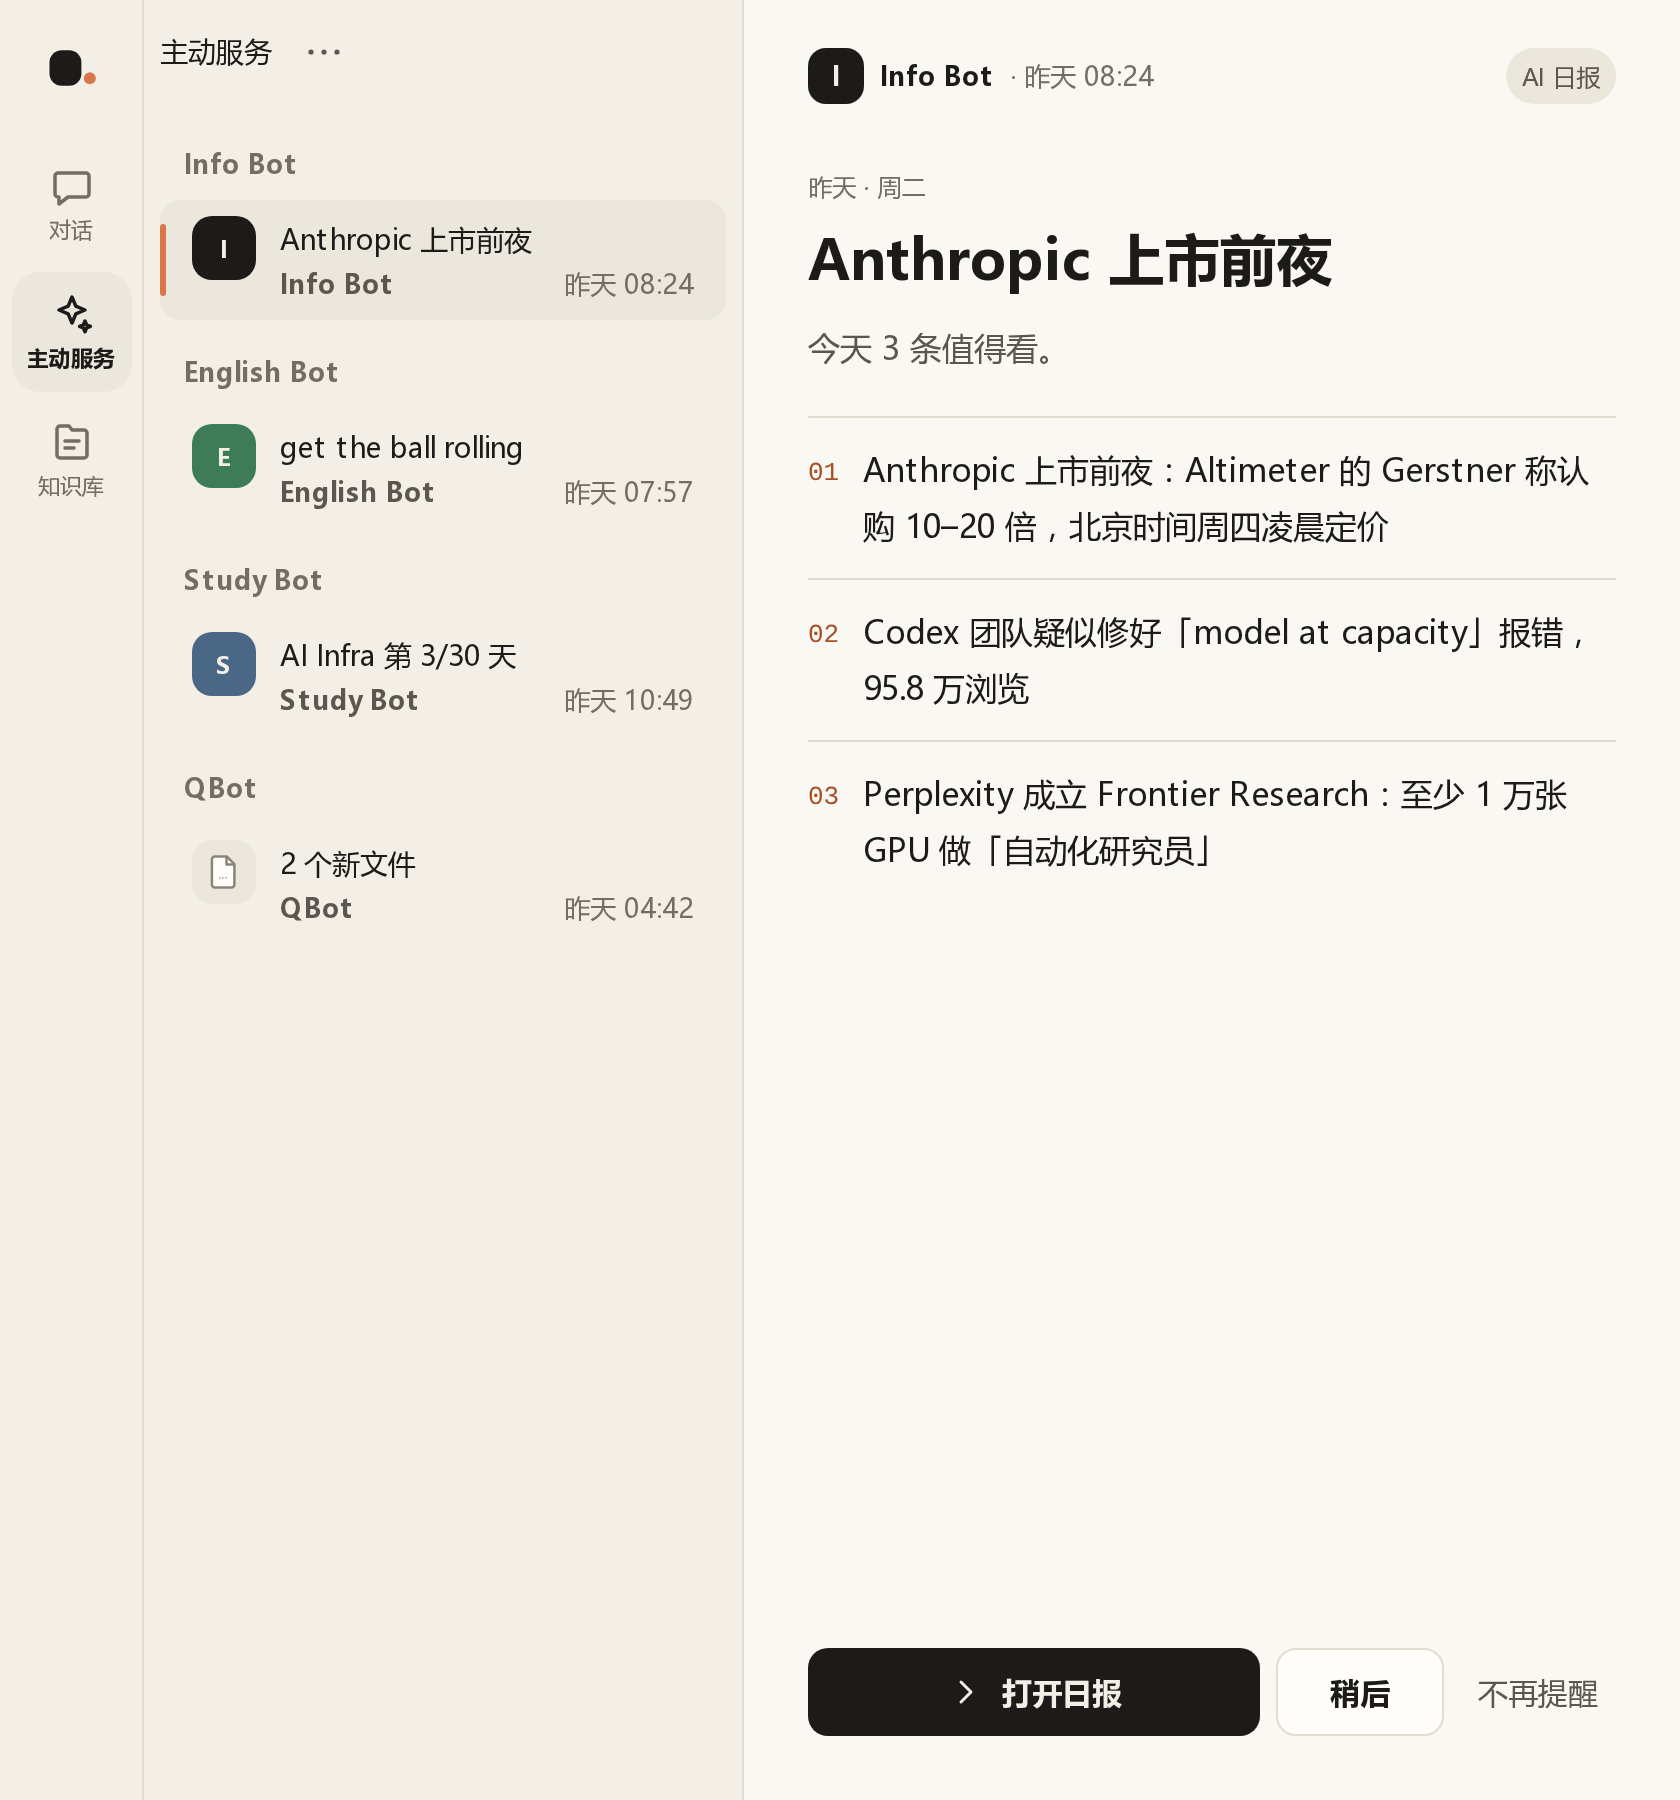 对话
主动服务
知识库
主动服务 ···
Info Bot
I
Anthropic 上市前夜
Info Bot 昨天 08:24
English Bot
E
get the ball rolling
English Bot 昨天 07:57
Study Bot
S
AI Infra 第 3/30 天
Study Bot 昨天 10:49
QBot
2 个新文件
QBot 昨天 04:42
I Info Bot · 昨天 08:24 AI 日报
昨天 · 周二
Anthropic 上市前夜
今天 3 条值得看。
01 Anthropic 上市前夜：Altimeter 的 Gerstner 称认
购 10–20 倍，北京时间周四凌晨定价
02 Codex 团队疑似修好「model at capacity」报错，
95.8 万浏览
03 Perplexity 成立 Frontier Research：至少 1 万张
GPU 做「自动化研究员」
打开日报 稍后 不再提醒